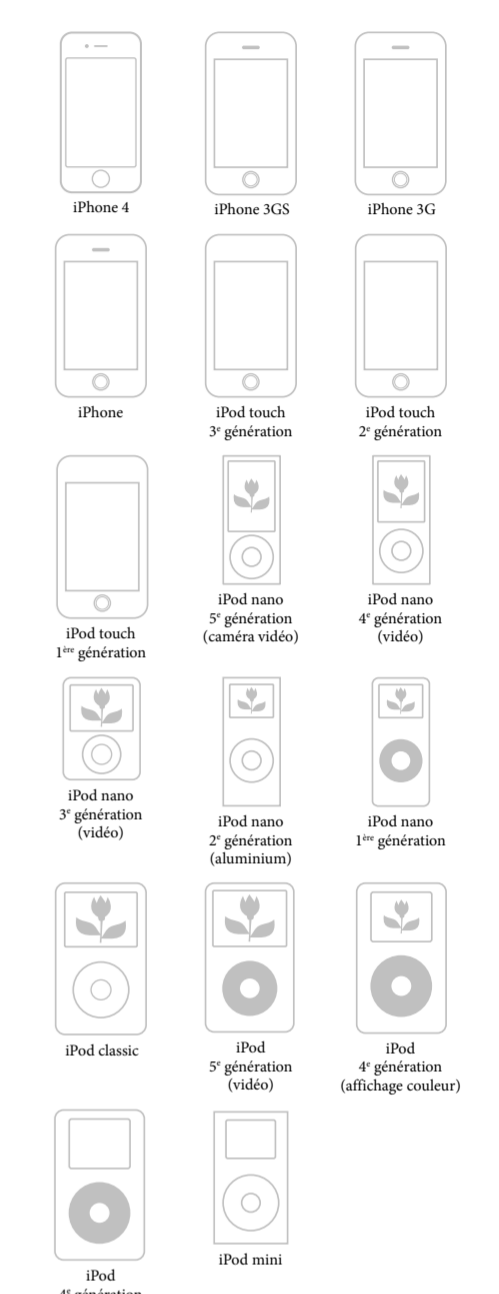 iPhone 4
iPhone 3GS
iPhone 3G
iPhone
iPod touch
3e génération
iPod touch
2e génération
iPod touch
1ère génération
iPod nano
5e génération
(caméra vidéo)
iPod nano
4e génération
(vidéo)
iPod nano
3e génération
(vidéo)
iPod nano
2e génération
(aluminium)
iPod nano
1ère génération
iPod classic
iPod
5e génération
(vidéo)
iPod
4e génération
(affichage couleur)
iPod
4e génération
iPod mini